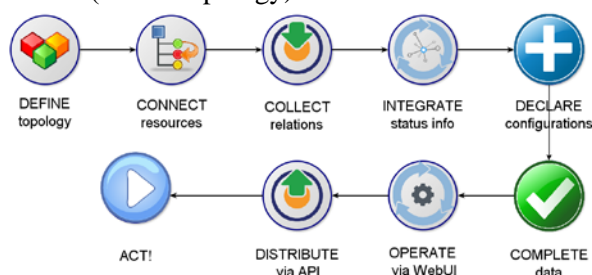 DEFINE
topology
CONNECT
resources
COLLECT
relations
INTEGRATE
status info
DECLARE
configurations
ACT!
DISTRIBUTE
via API
OPERATE
via WebUI
COMPLETE
data